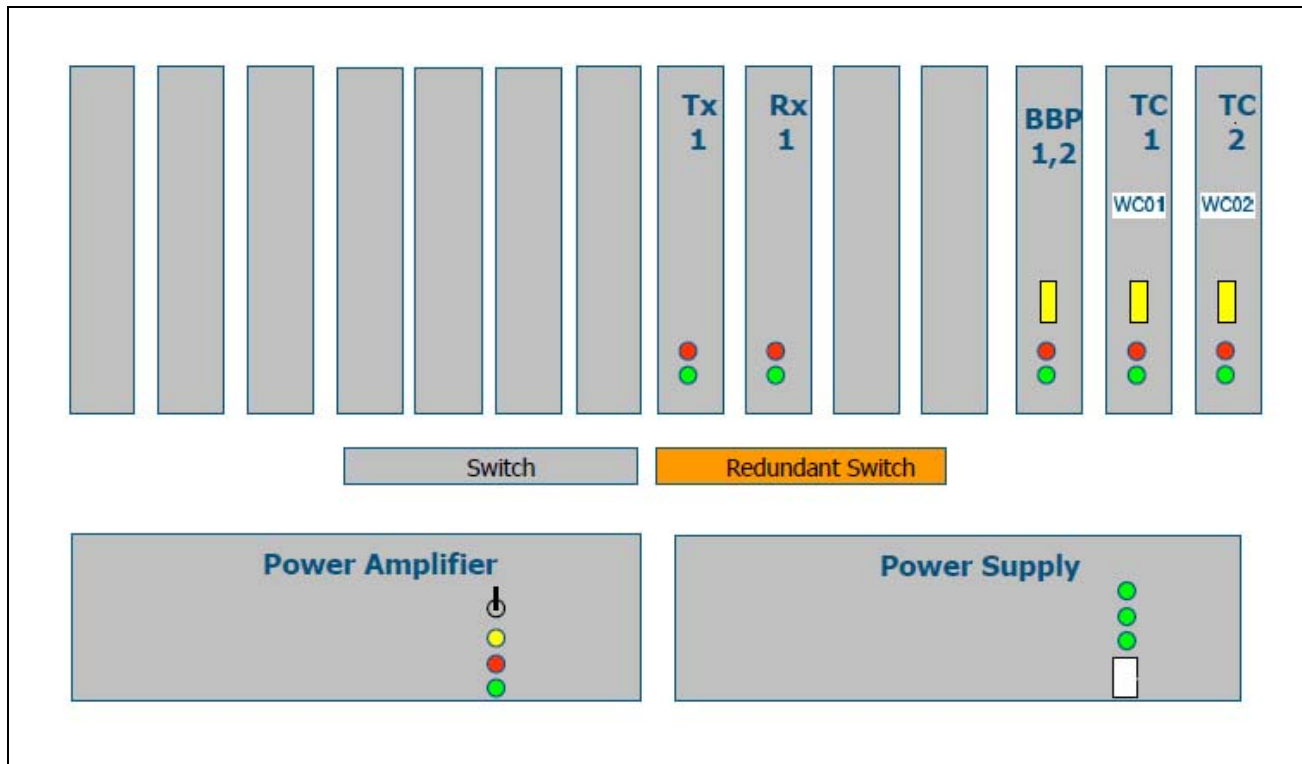 Tx
1
Rx
1
BBP
1,2
TC
1
TC
2
WC01
WC02
Switch
Redundant Switch
Power Amplifier
Power Supply